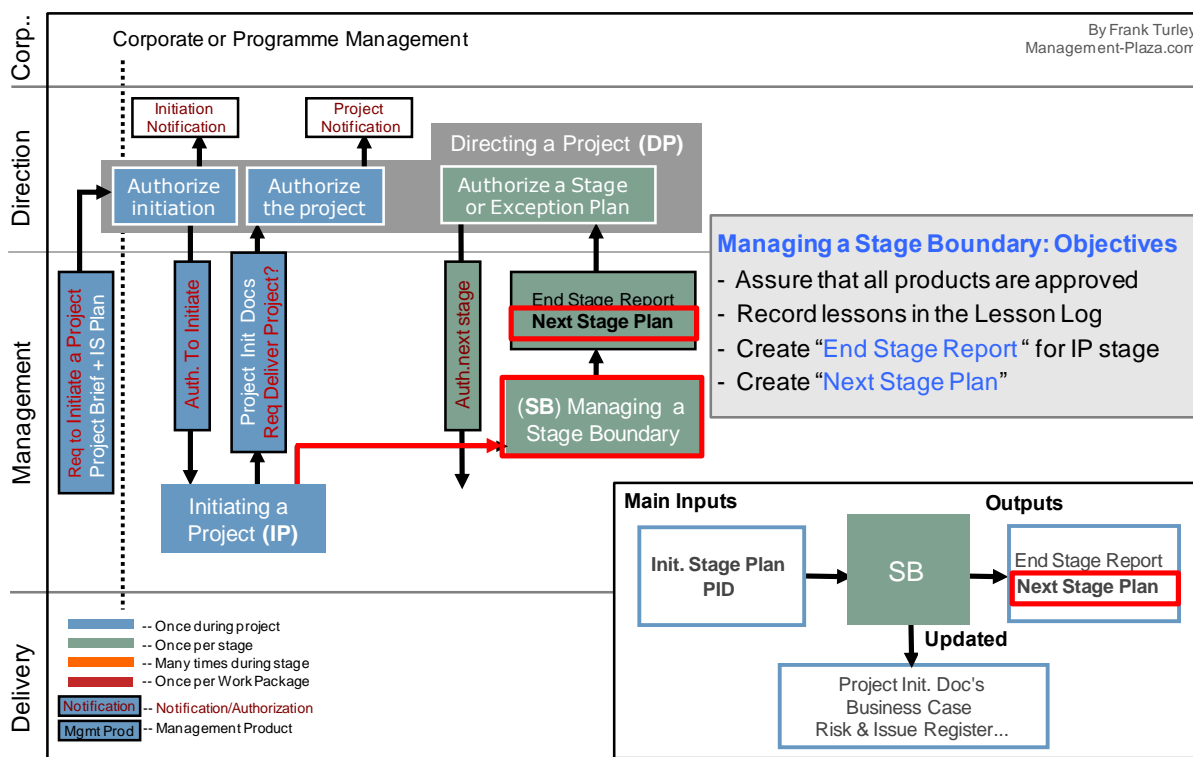 Corp..
Corporate or Programme Management
By Frank Turley
Management-Plaza.com
Direction
Initiation
Notification
Project
Notification
Directing a Project (DP)
Authorize
initiation
Authorize
the project
Authorize a Stage
or Exception Plan
Management
Req to Initiate a Project
Project Brief + IS Plan
Auth. To Initiate
Project Init Docs
Req Deliver Project?
Auth.next stage
End Stage Report
Next Stage Plan
(SB) Managing a
Stage Boundary
Initiating a
Project (IP)
Managing a Stage Boundary: Objectives
- Assure that all products are approved
- Record lessons in the Lesson Log
- Create “End Stage Report “ for IP stage
- Create “Next Stage Plan”
Main Inputs
Outputs
Init. Stage Plan
PID
SB
End Stage Report
Next Stage Plan
Updated
Project Init. Doc's
Business Case
Risk & Issue Register...
Delivery
-- Once during project
-- Once per stage
-- Many times during stage
-- Once per Work Package
Notification -- Notification/Authorization
Mgmt Prod -- Management Product